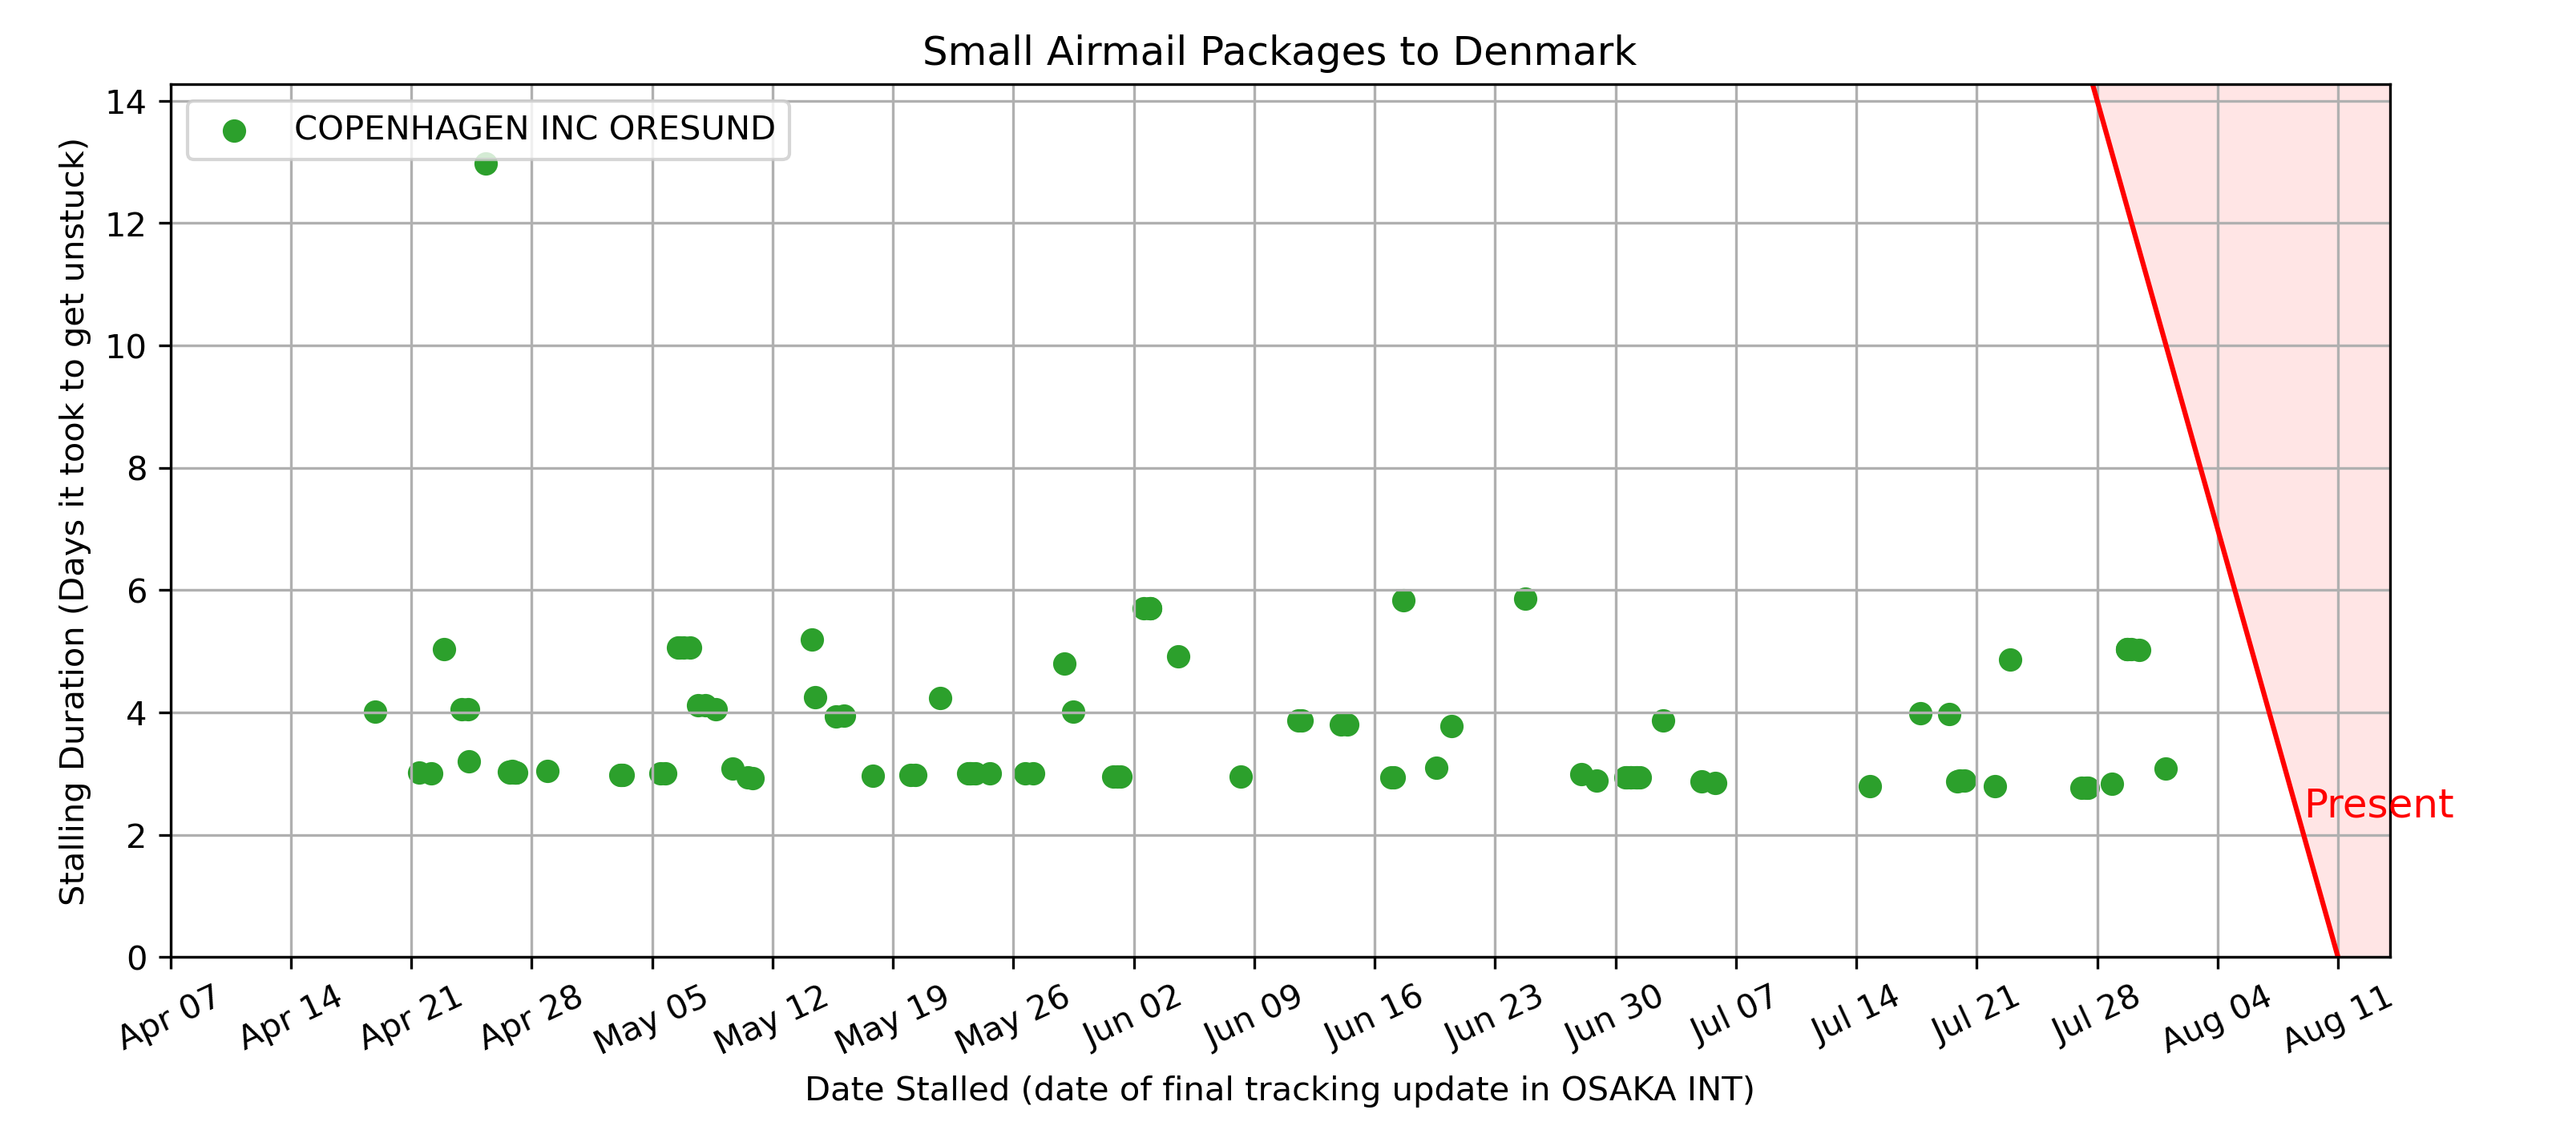 Small Airmail Packages to Denmark
COPENHAGEN INC ORESUND
Stalling Duration (Days it took to get unstuck)
14
12
10
8
6
4
2
0
Present
Apr 07
Apr 14
Apr 21
Apr 28
May 05
May 12
May 19
May 26
Jun 02
Jun 09
Jun 16
Jun 23
Jun 30
Jul 07
Jul 14
Jul 21
Jul 28
Aug 04
Aug 11
Date Stalled (date of final tracking update in OSAKA INT)